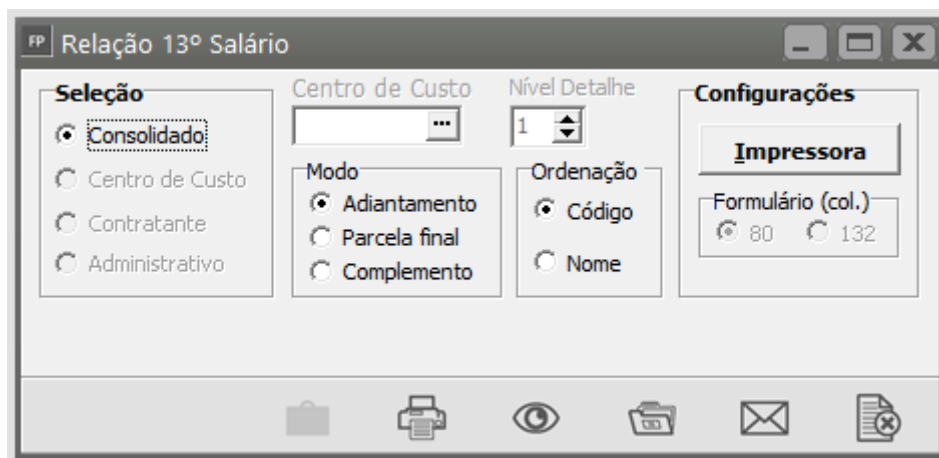 FP Relação 13º Salário
Seleção
Consolidado
Centro de Custo
Contratante
Administrativo
Centro de Custo
...
Nível Detalhe
1
Modo
Adiantamento
Parcela final
Complemento
Ordenação
Código
Nome
Configurações
Impressora
Formulário (col.)
80 132